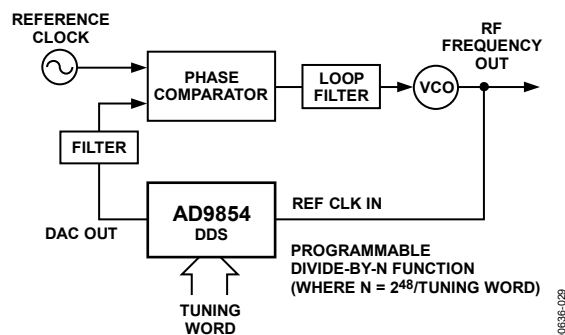 REFERENCE
CLOCK
PHASE
COMPARATOR
LOOP
FILTER
VCO
RF
FREQUENCY
OUT
FILTER
DAC OUT
AD9854
DDS
REF CLK IN
TUNING
WORD
PROGRAMMABLE
DIVIDE-BY-N FUNCTION
(WHERE N = 2⁴⁸/TUNING WORD)
0636-029